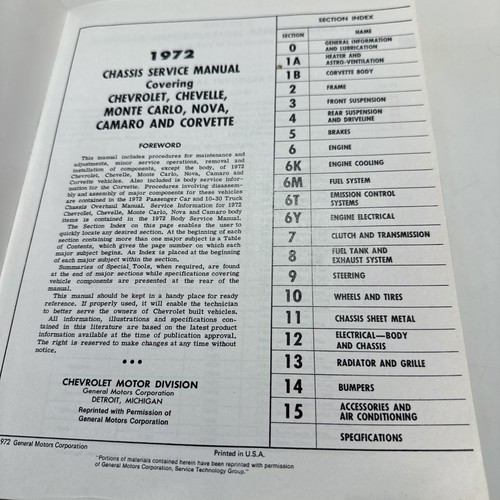 1972
CHASSIS SERVICE MANUAL
Covering
CHEVROLET, CHEVELLE,
MONTE CARLO, NOVA,
CAMARO AND CORVETTE
FOREWORD
This manual includes procedures for maintenance and
adjustments, minor service operations, removal and
installation of components, except the body, of 1972
Chevrolet, Chevelle, Monte Carlo, Nova, Camaro and
Corvette vehicles. Also included is body service infor-
mation for the Corvette. Procedures involving disassem-
bly and assembly of major components for these vehicles
are contained in the 1972 Passenger Car and 10-30 Truck
Chassis Overhaul Manual. Service Information for 1972
Chevrolet, Chevelle, Monte Carlo, Nova and Camaro body
items is contained in the 1972 Body Service Manual.
The Section Index on this page enables the user to
quickly locate any desired section. At the beginning of each
section containing more than one major subject is a Table
of Contents, which gives the page number on which each
major subject begins. An Index is placed at the beginning
of each major subject within the section.
Summaries of Special Tools, when required, are found
at the end of major sections while specifications covering
vehicle components are presented at the rear of the
manual.
This manual should be kept in a handy place for ready
reference. If properly used, it will enable the technician
to better serve the owners of Chevrolet built vehicles.
All information, illustrations and specifications con-
tained in this literature are based on the latest product
information available at the time of publication approval.
The right is reserved to make changes at any time without
notice.
• • •
CHEVROLET MOTOR DIVISION
General Motors Corporation
DETROIT, MICHIGAN
Reprinted with Permission of
General Motors Corporation
SECTION INDEX
SECTION NAME
0 GENERAL INFORMATION
AND LUBRICATION
1A HEATER AND
ASTRO-VENTILATION
1B CORVETTE BODY
2 FRAME
3 FRONT SUSPENSION
4 REAR SUSPENSION
AND DRIVELINE
5 BRAKES
6 ENGINE
6K ENGINE COOLING
6M FUEL SYSTEM
6T EMISSION CONTROL
SYSTEMS
6Y ENGINE ELECTRICAL
7 CLUTCH AND TRANSMISSION
8 FUEL TANK AND
EXHAUST SYSTEM
9 STEERING
10 WHEELS AND TIRES
11 CHASSIS SHEET METAL
12 ELECTRICAL—BODY
AND CHASSIS
13 RADIATOR AND GRILLE
14 BUMPERS
15 ACCESSORIES AND
AIR CONDITIONING
SPECIFICATIONS
972 General Motors Corporation
Printed in U.S.A.
"Portions of materials contained herein have been reprinted with permission
of General Motors Corporation, Service Technology Group."